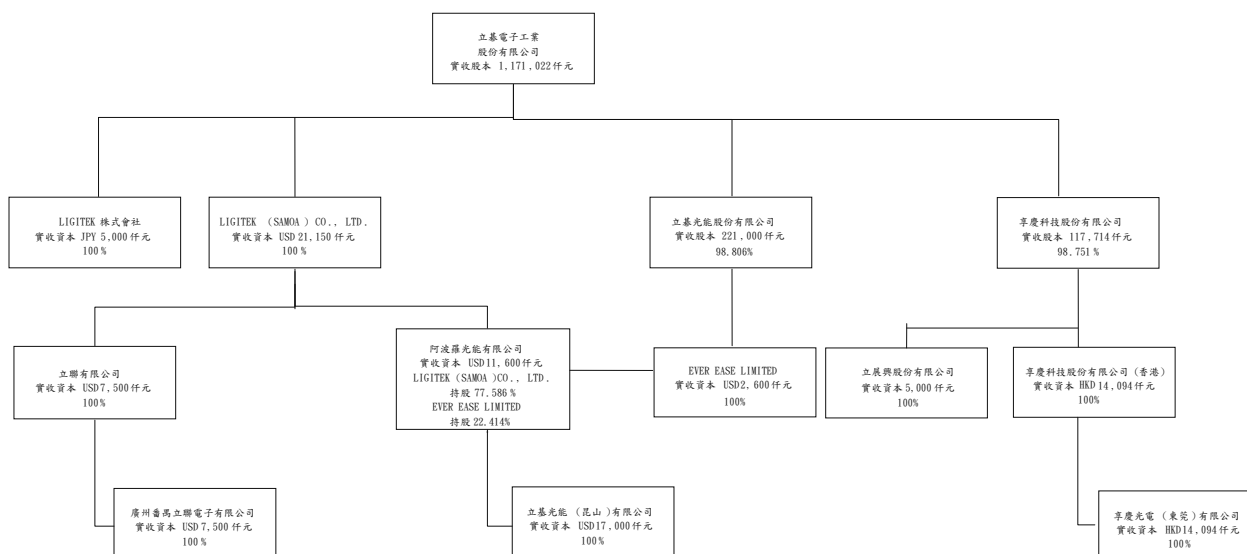 立碁電子工業
股份有限公司
實收股本 1,171,022仟元
LIGITEK 株式會社
實收資本 JPY 5,000仟元
100%
LIGITEK (SAMOA) CO., LTD.
實收資本 USD 21,150仟元
100%
立碁光能股份有限公司
實收股本 221,000仟元
98.806%
享慶科技股份有限公司
實收股本 117,714仟元
98.751%
立聯有限公司
實收資本 USD7,500仟元
100%
阿波羅光能有限公司
實收資本 USD11,600仟元
LIGITEK (SAMOA)CO., LTD.
持股 77.586%
EVER EASE LIMITED
持股 22.414%
EVER EASE LIMITED
實收資本 USD2,600仟元
100%
立展興股份有限公司
實收資本 5,000仟元
100%
享慶科技股份有限公司(香港)
實收資本 HKD 14,094仟元
100%
廣州番禺立聯電子有限公司
實收資本 USD 7,500仟元
100%
立基光能 (昆山)有限公司
實收資本 USD17,000仟元
100%
享慶光電 (東莞)有限公司
實收資本 HKD14,094仟元
100%